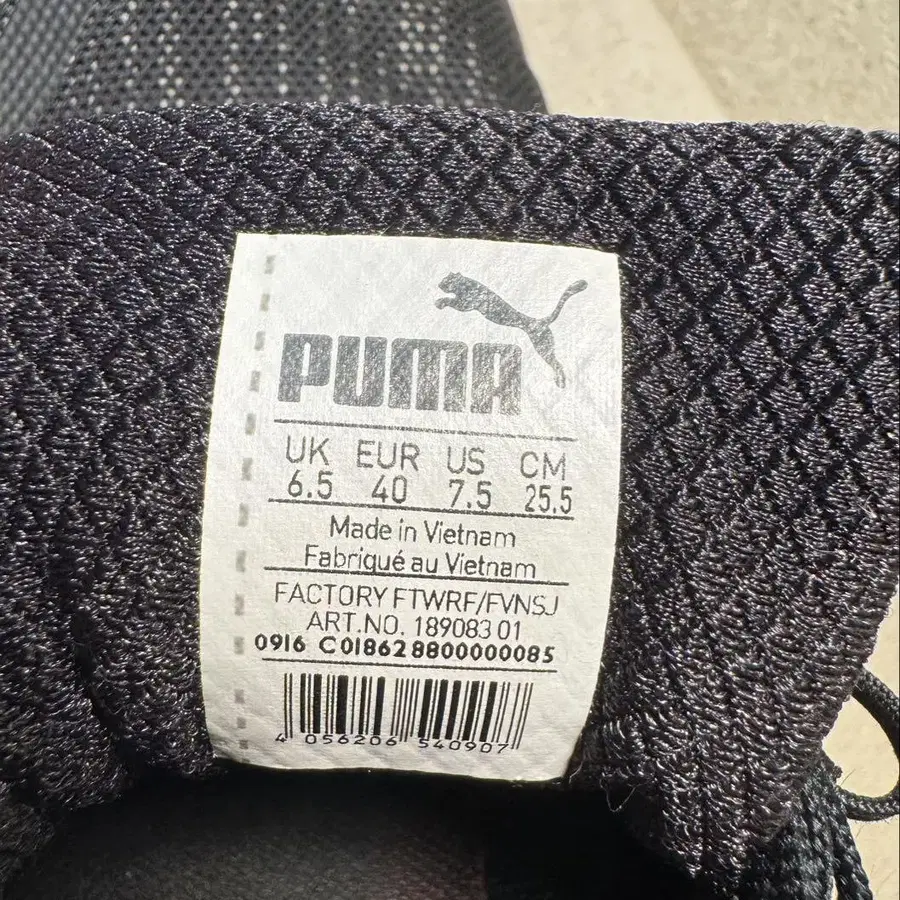 PUMA
UK EUR US CM
6.5 40 7.5 25.5
Made in Vietnam
Fabriqué au Vietnam
FACTORY FTWRF/FVNSJ
ART.NO. 189083 01
0916 C018628800000085
4 056206 540907